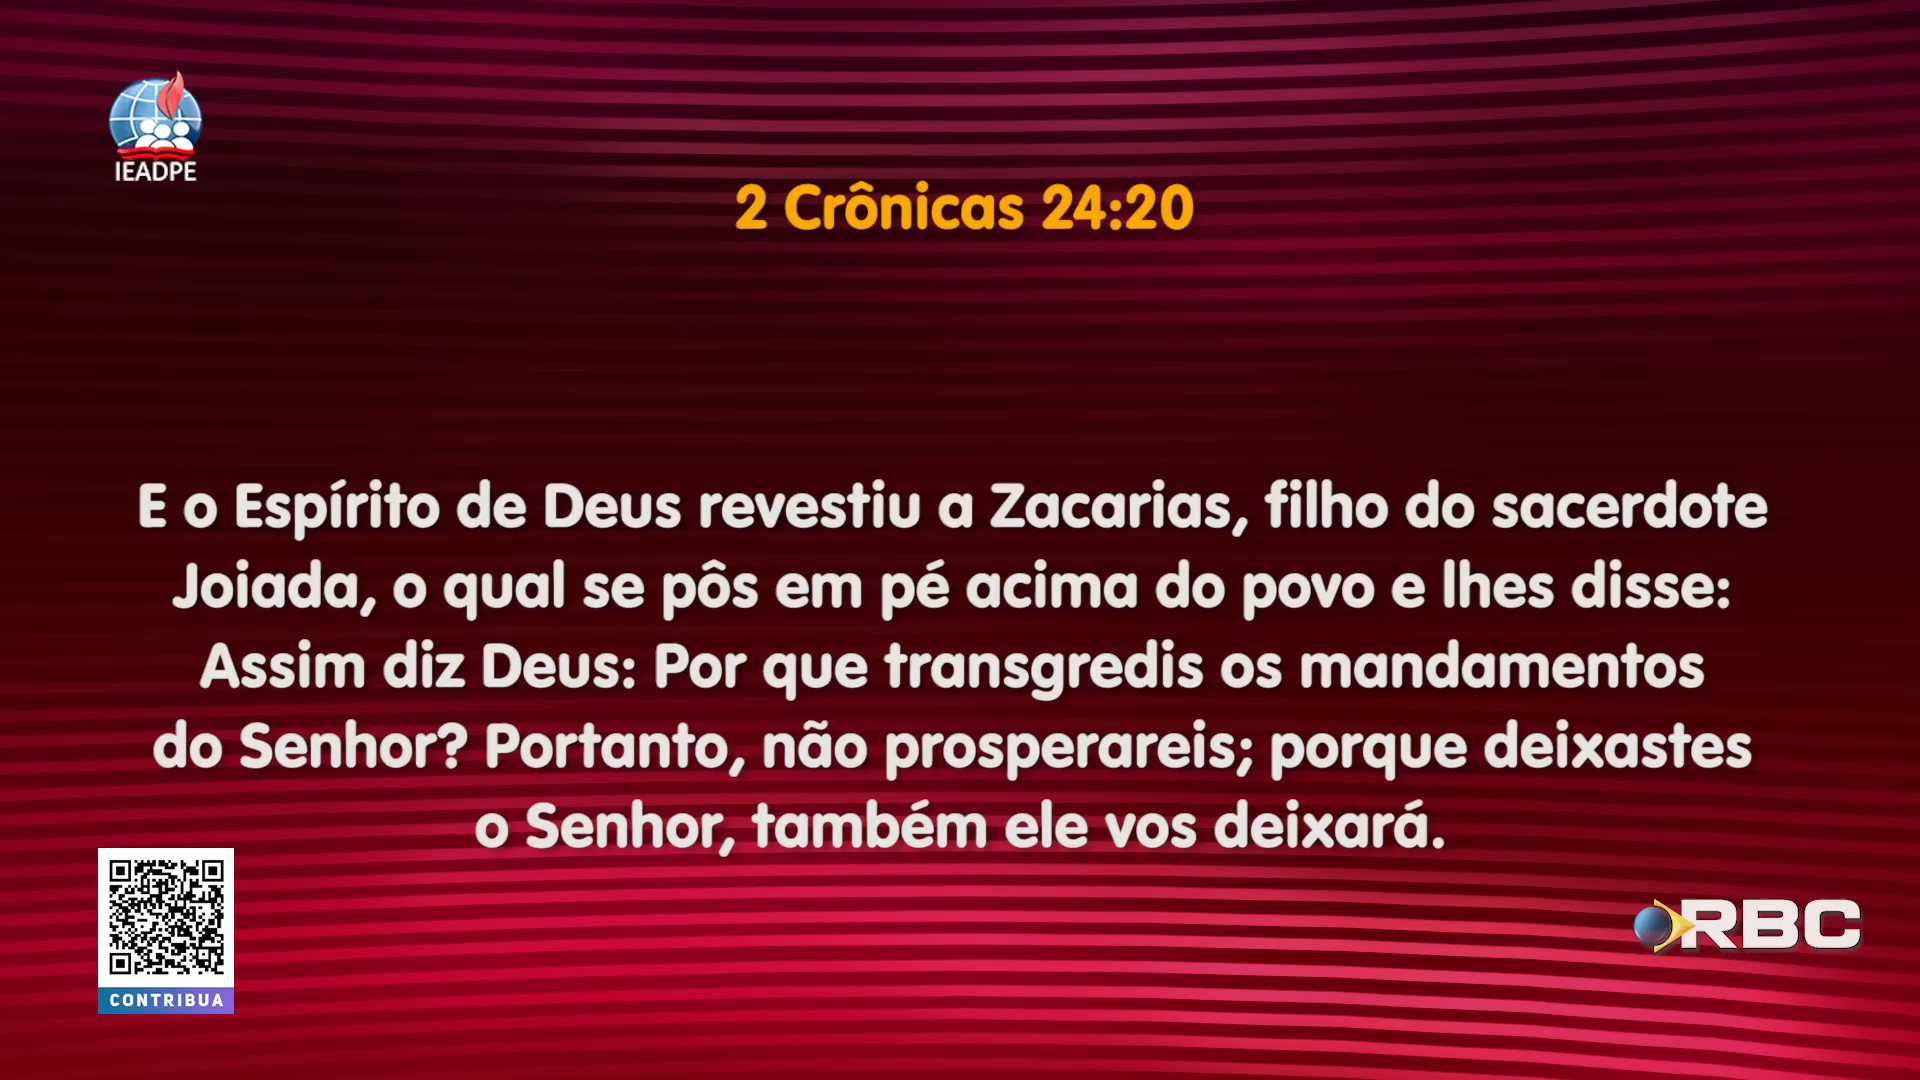 IEADPE
2 Crônicas 24:20
E o Espírito de Deus revestiu a Zacarias, filho do sacerdote
Joiada, o qual se pôs em pé acima do povo e lhes disse:
Assim diz Deus: Por que transgredis os mandamentos
do Senhor? Portanto, não prosperareis; porque deixastes
o Senhor, também ele vos deixará.
RBC
CONTRIBUA